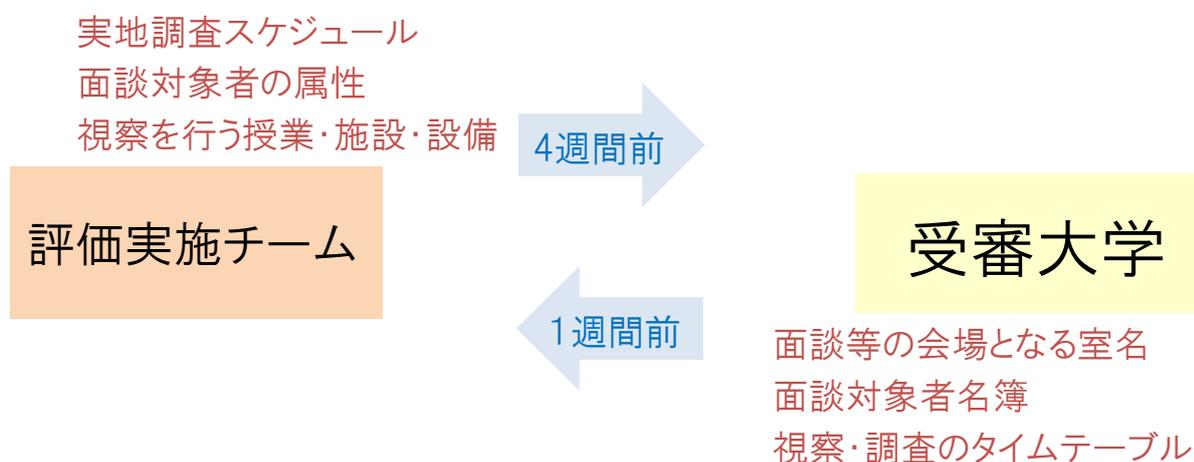 実地調査スケジュール
面談対象者の属性
視察を行う授業・施設・設備
4週間前
評価実施チーム
受審大学
1週間前
面談等の会場となる室名
面談対象者名簿
視察・調査のタイムテーブル